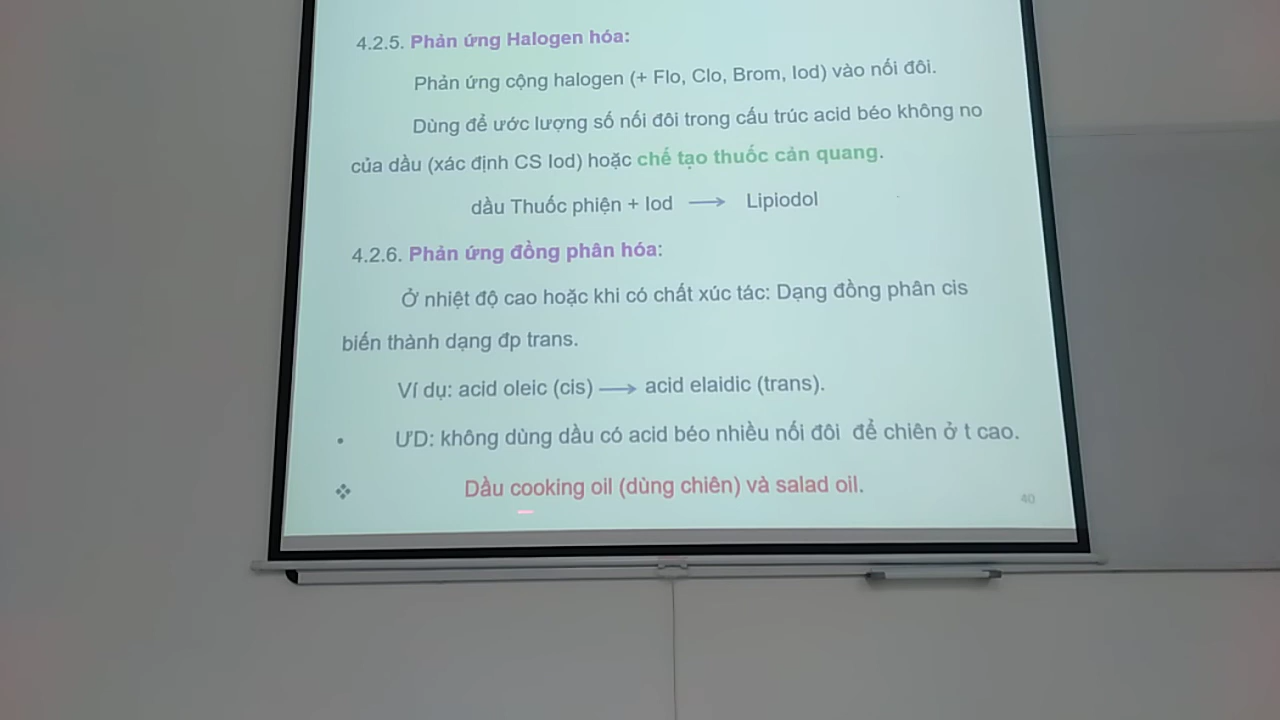 4.2.5. Phản ứng Halogen hóa:
Phản ứng cộng halogen (+ Flo, Clo, Brom, Iod) vào nối đôi.
Dùng để ước lượng số nối đôi trong cấu trúc acid béo không no
của dầu (xác định CS Iod) hoặc chế tạo thuốc cản quang.
dầu Thuốc phiện + Iod ⟶ Lipiodol
4.2.6. Phản ứng đồng phân hóa:
Ở nhiệt độ cao hoặc khi có chất xúc tác: Dạng đồng phân cis
biến thành dạng đp trans.
Ví dụ: acid oleic (cis) ⟶ acid elaidic (trans).
• ƯD: không dùng dầu có acid béo nhiều nối đôi để chiên ở t cao.
❖ Dầu cooking oil (dùng chiên) và salad oil.
40